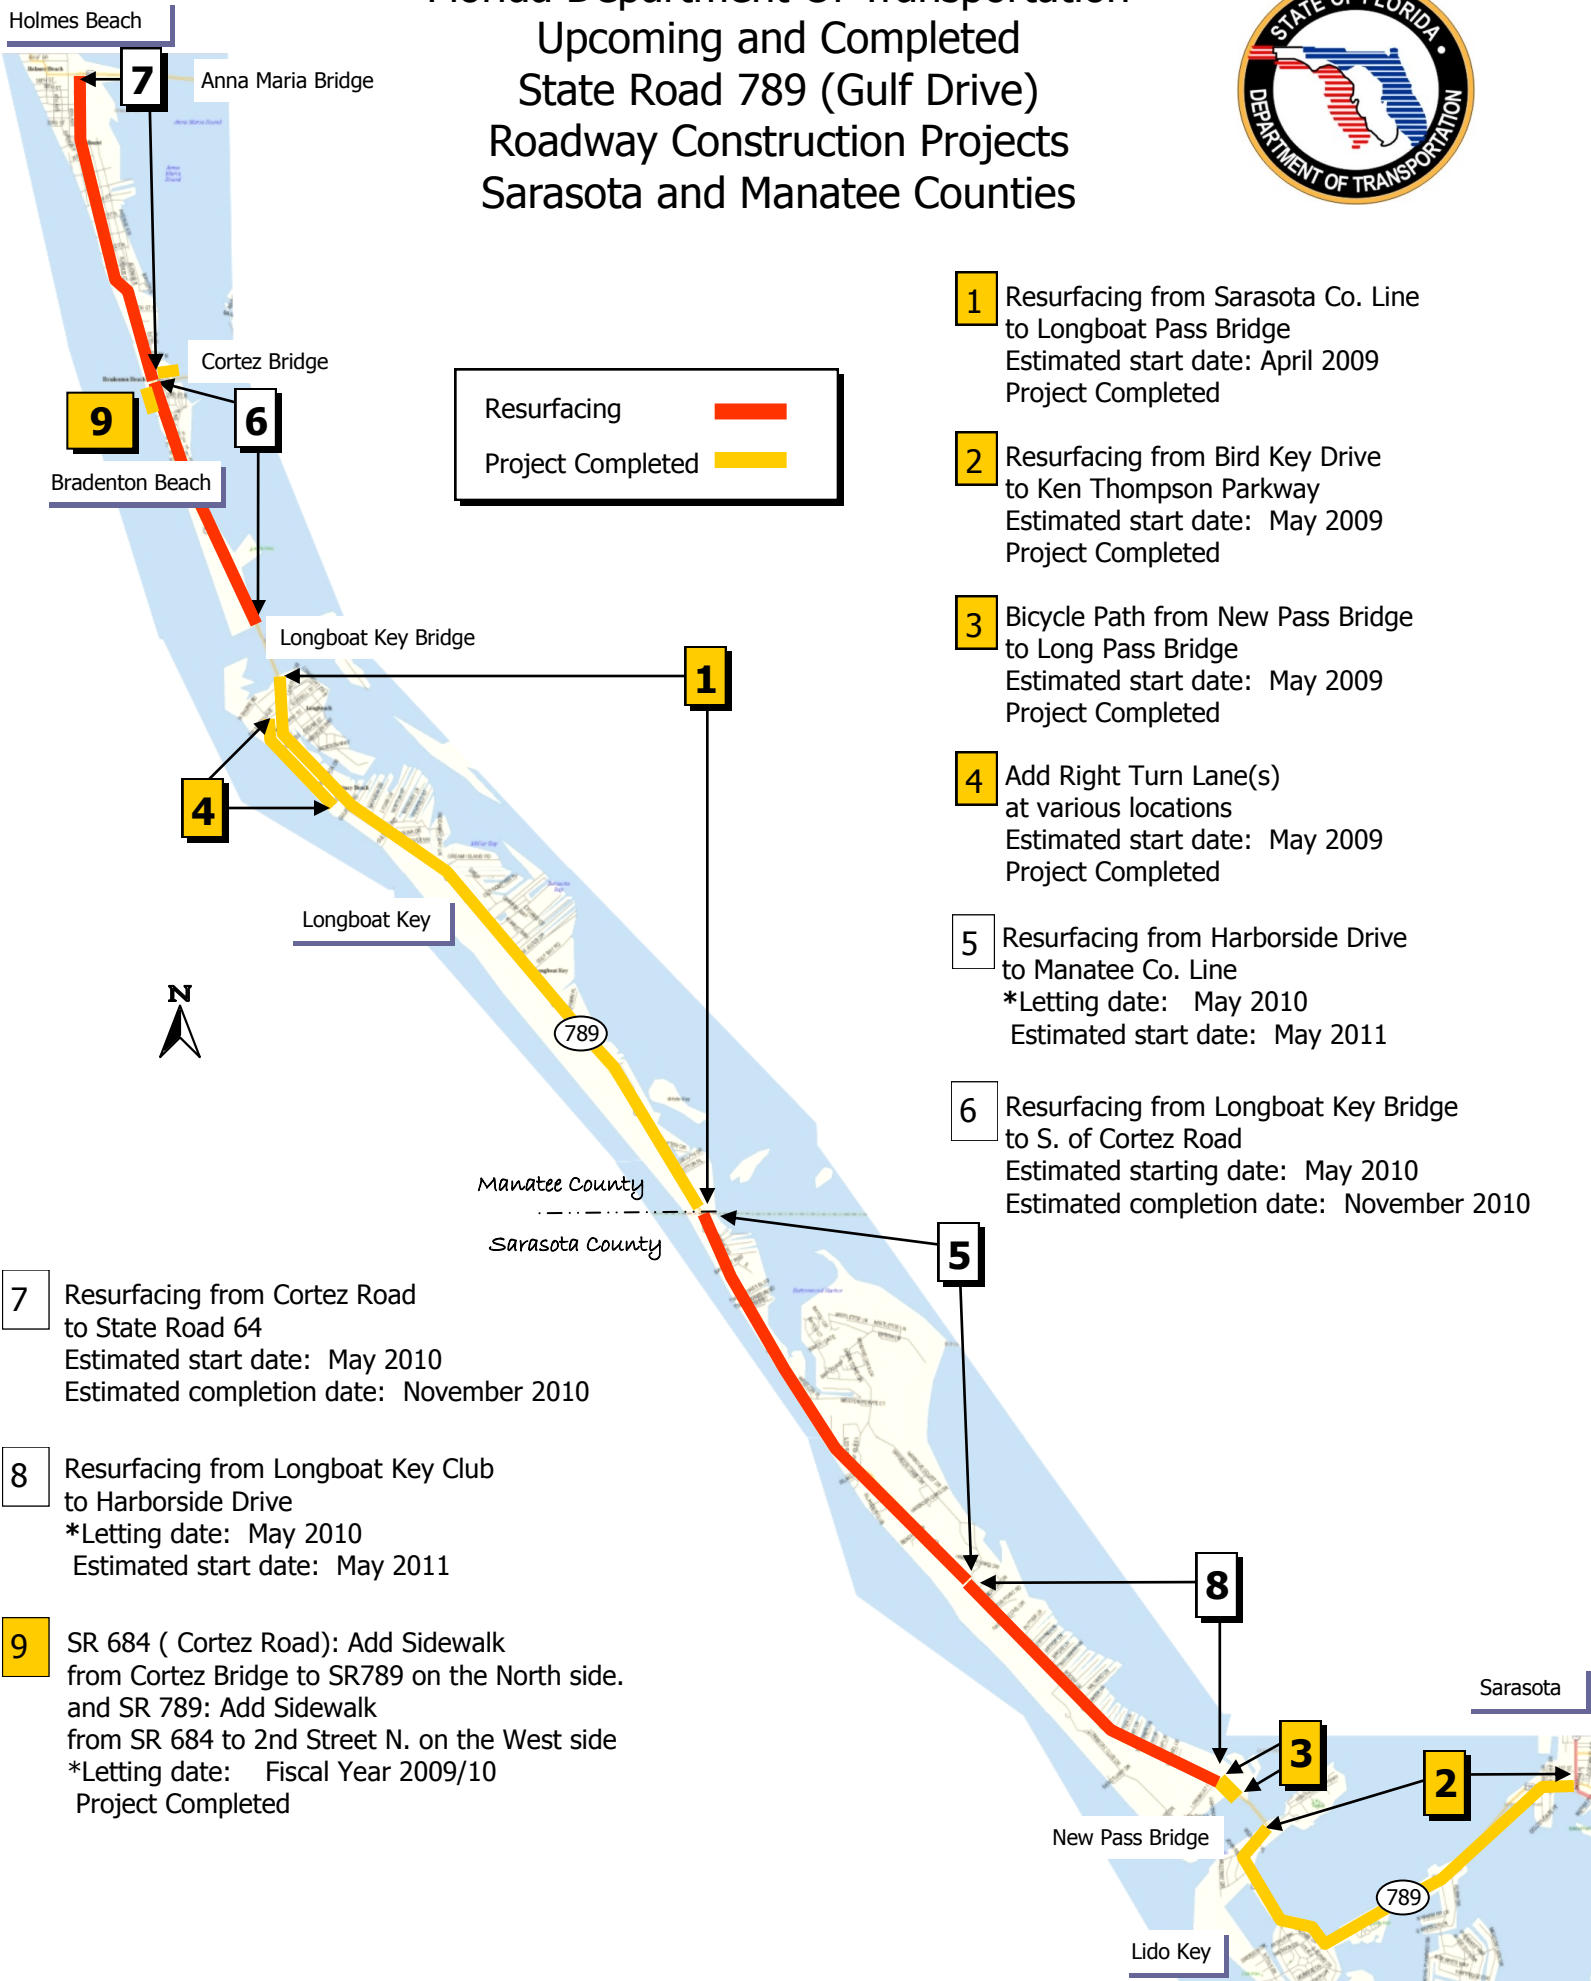 Florida Department Of Transportation
Upcoming and Completed
State Road 789 (Gulf Drive)
Roadway Construction Projects
Sarasota and Manatee Counties
STATE OF FLORIDA •
DEPARTMENT OF TRANSPORTATION
Holmes Beach
7
Anna Maria Bridge
Cortez Bridge
9
6
Bradenton Beach
Resurfacing
Project Completed
Longboat Key Bridge
1
4
Longboat Key
N
789
Manatee County
Sarasota County
5
8
3
2
Sarasota
New Pass Bridge
789
Lido Key
1 Resurfacing from Sarasota Co. Line
to Longboat Pass Bridge
Estimated start date: April 2009
Project Completed
2 Resurfacing from Bird Key Drive
to Ken Thompson Parkway
Estimated start date: May 2009
Project Completed
3 Bicycle Path from New Pass Bridge
to Long Pass Bridge
Estimated start date: May 2009
Project Completed
4 Add Right Turn Lane(s)
at various locations
Estimated start date: May 2009
Project Completed
5 Resurfacing from Harborside Drive
to Manatee Co. Line
*Letting date: May 2010
Estimated start date: May 2011
6 Resurfacing from Longboat Key Bridge
to S. of Cortez Road
Estimated starting date: May 2010
Estimated completion date: November 2010
7 Resurfacing from Cortez Road
to State Road 64
Estimated start date: May 2010
Estimated completion date: November 2010
8 Resurfacing from Longboat Key Club
to Harborside Drive
*Letting date: May 2010
Estimated start date: May 2011
9 SR 684 ( Cortez Road): Add Sidewalk
from Cortez Bridge to SR789 on the North side.
and SR 789: Add Sidewalk
from SR 684 to 2nd Street N. on the West side
*Letting date: Fiscal Year 2009/10
Project Completed